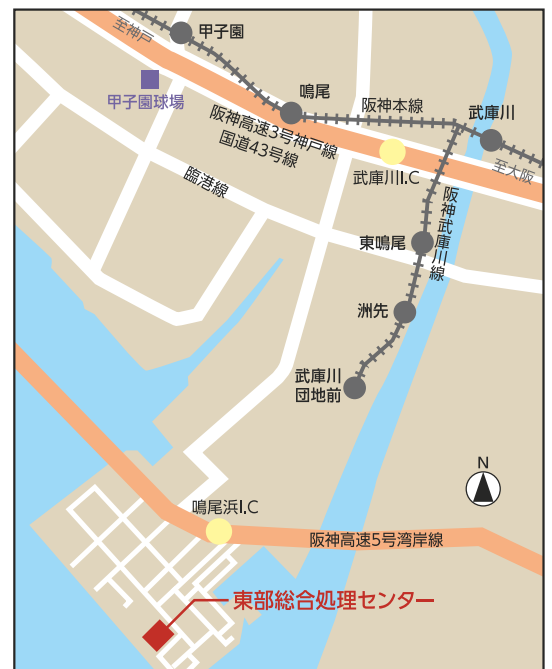 至神戸
甲子園
甲子園球場
鳴尾
阪神本線
武庫川
至大阪
阪神高速3号神戸線
国道43号線
武庫川I.C
臨港線
阪神武庫川線
東鳴尾
洲先
武庫川
団地前
N
鳴尾浜I.C
阪神高速5号湾岸線
東部総合処理センター